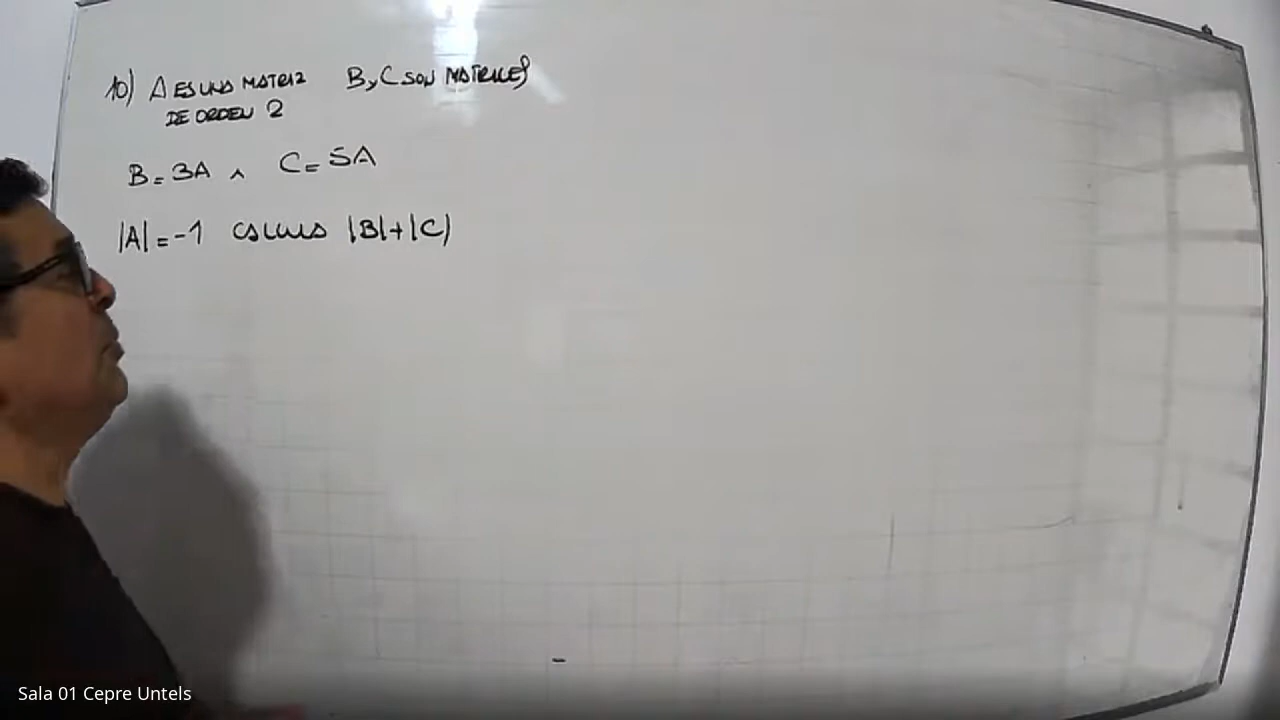 10) A ES UNA MATRIZ B y C SON MATRICES
DE ORDEN 2
B = 3A ∧ C = 5A
|A| = -1 CALCULA |B|+|C|
Sala 01 Cepre Untels